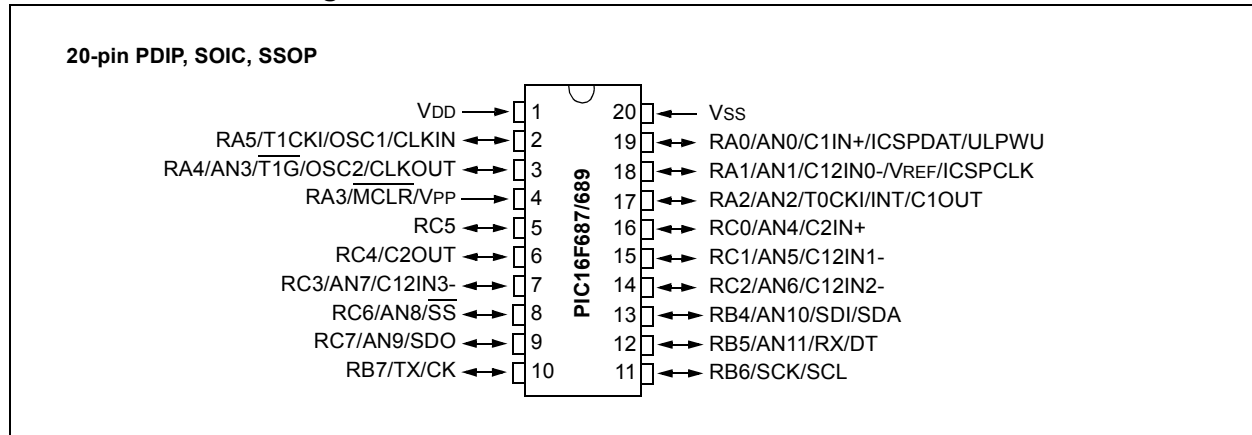 20-pin PDIP, SOIC, SSOP
VDD 1 20 VSS
RA5/T1CKI/OSC1/CLKIN 2 19 RA0/AN0/C1IN+/ICSPDAT/ULPWU
RA4/AN3/T1G/OSC2/CLKOUT 3 18 RA1/AN1/C12IN0-/VREF/ICSPCLK
RA3/MCLR/VPP 4 17 RA2/AN2/T0CKI/INT/C1OUT
RC5 5 16 RC0/AN4/C2IN+
RC4/C2OUT 6 15 RC1/AN5/C12IN1-
RC3/AN7/C12IN3- 7 14 RC2/AN6/C12IN2-
RC6/AN8/SS 8 13 RB4/AN10/SDI/SDA
RC7/AN9/SDO 9 12 RB5/AN11/RX/DT
RB7/TX/CK 10 11 RB6/SCK/SCL
PIC16F687/689